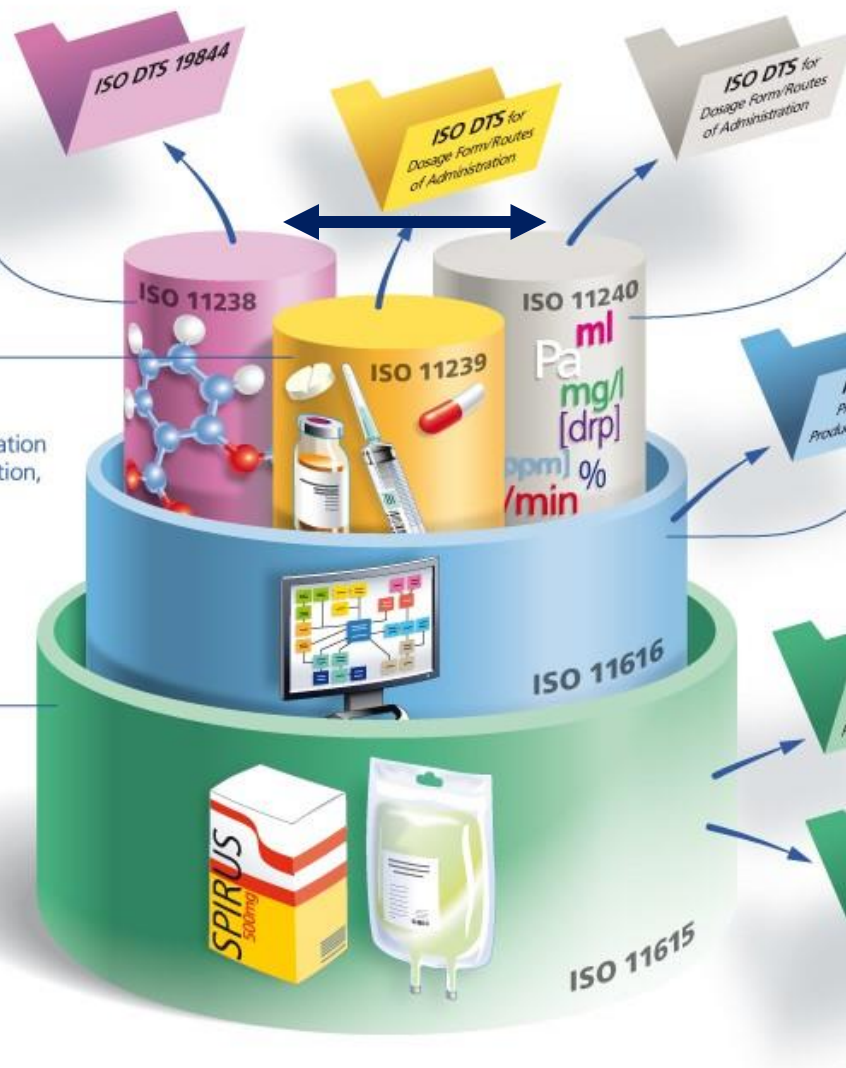 ISO DTS 19844
ISO DTS for
Dosage Form/Routes
of Administration
ISO DTS for
Dosage Form/Routes
of Administration
ISO 11238
ISO 11239
ISO 11240
ml
Pa
mg/l
[drp]
ppm]
%
/min
ation
tion,
Produ
ISO 11616
SPIRUS
500mg
ISO 11615